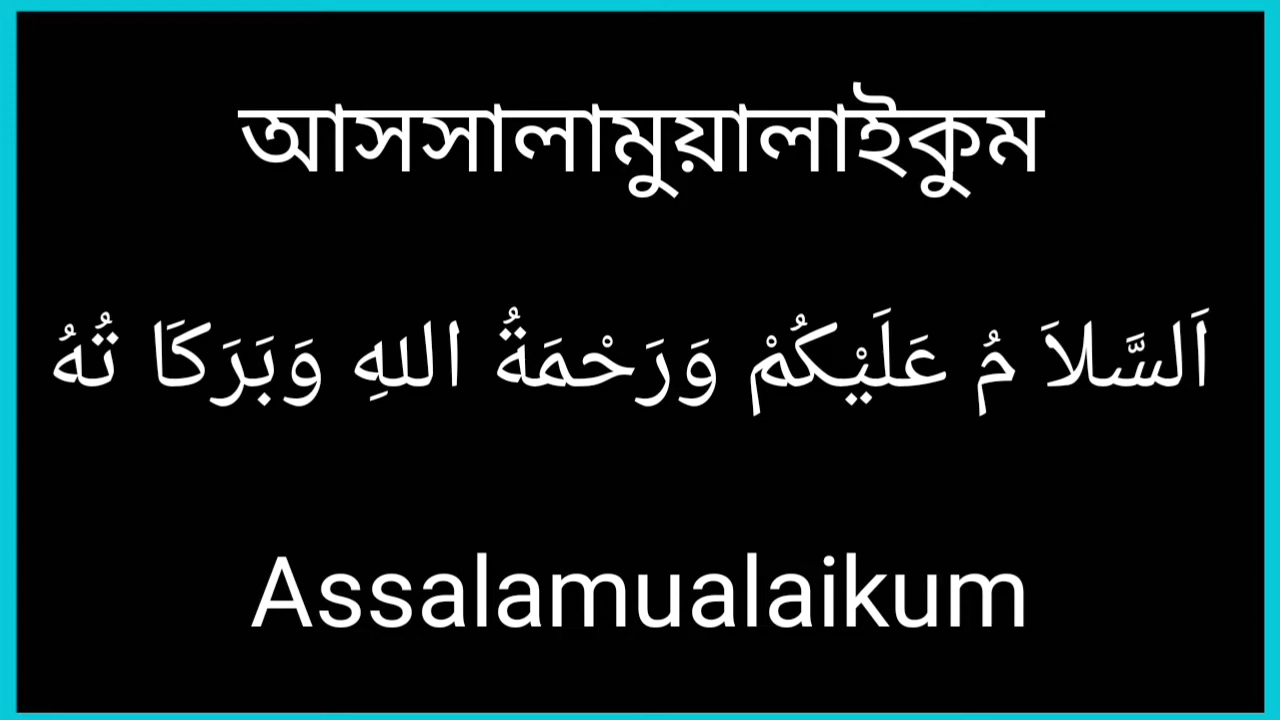 আসসালামুয়ালাইকুম
اَلسَّلاَ مُ عَلَيْكُمْ وَرَحْمَةُ اللهِ وَبَرَكَا تُهُ
Assalamualaikum